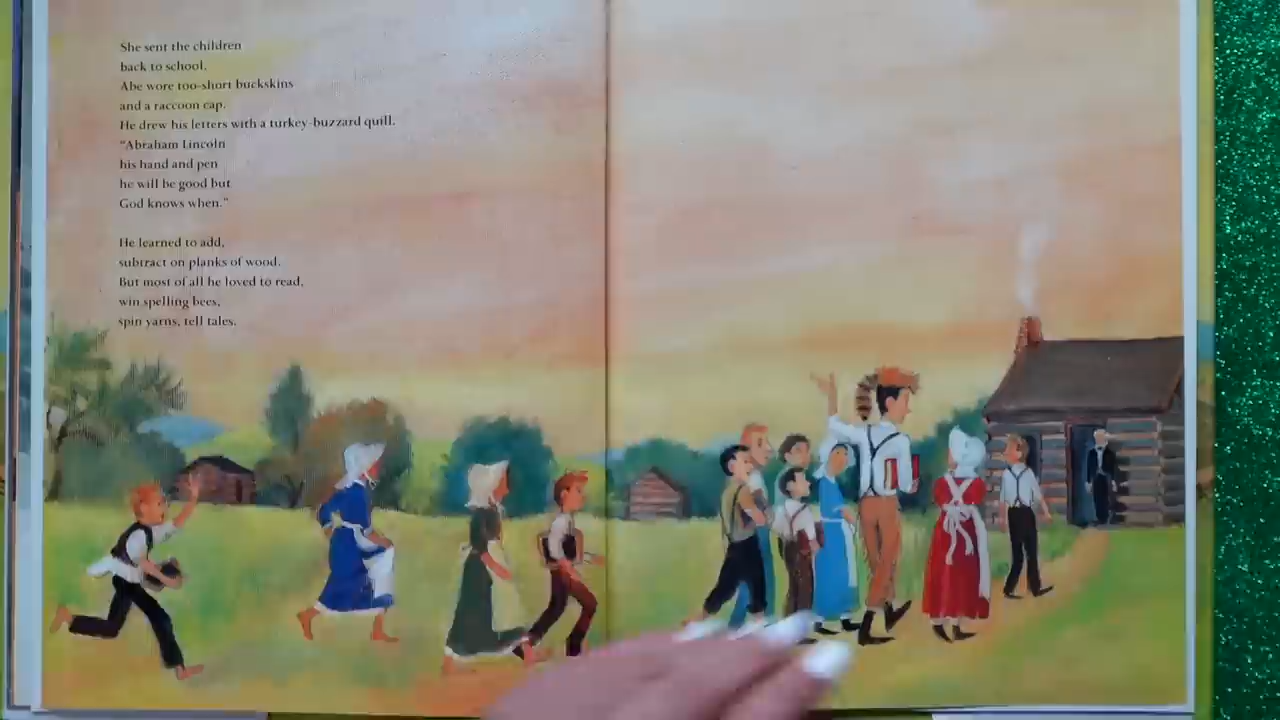 She sent the children
back to school.
Abe wore too-short buckskins
and a raccoon cap.
He drew his letters with a turkey-buzzard quill.
“Abraham Lincoln
his hand and pen
he will be good but
God knows when.”
He learned to add,
subtract on planks of wood.
But most of all he loved to read,
win spelling bees,
spin yarns, tell tales.